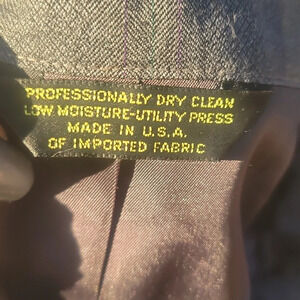 PROFESSIONALLY DRY CLEAN
LOW MOISTURE-UTILITY PRESS
MADE IN U.S.A.
OF IMPORTED FABRIC